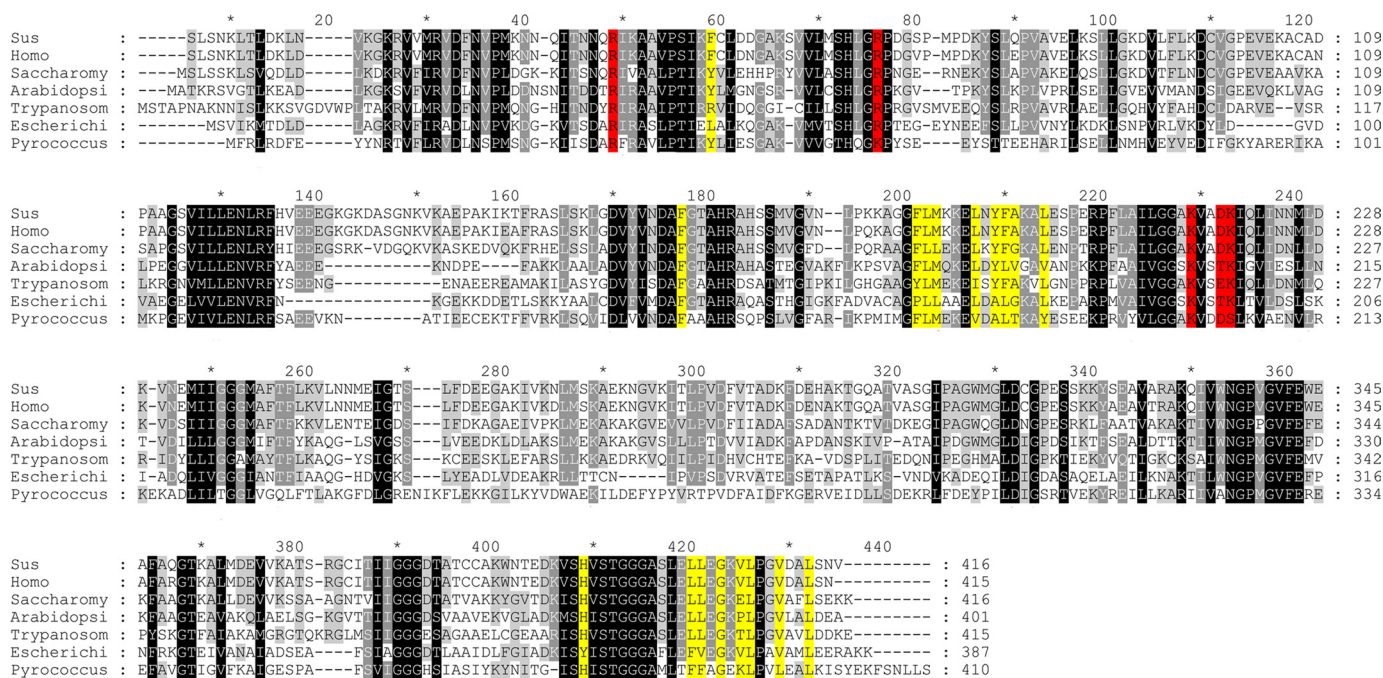 * 20 * 40 * 60 * 80 * 100 * 120
Sus : -----SLSNKLTLDKLN-----VKGKRVVMRVDFNVPMKNN-QITNNQRIKAAVPSIKFCLDDGAKSVVLMSHLGRPDGSP-MPDKYSLQPVAVELKSLLGKDVLFLKDCVGPEVEKACAD : 109
Homo : -----SLSNKLTLDKLD-----VKGKRVVMRVDFNVPMKNN-QITNNQRIKAAVPSIKFCLDNGAKSVVLMSHLGRPDGVP-MPDKYSLEPVAVELKSLLGKDVLFLKDCVGPEVEKACAN : 109
Saccharomy : ----MSLSSKLSVQDLD-----LKDKRVFIRVDFNVPLDGK-KITSNQRIVAALPTIKYVLEHHPRYVVLASHLGRPNGE--RNEKYSLAPVAKELQSLLGKDVTFLNDCVGPEVEAAVKA : 109
Arabidopsi : --MATKRSVGTLKEAD-----LKGKSVFVRVDLNVPLDDNSNITDDTRIRAAVPTIKYLMGNGSR-VVLCSHLGRPKGV---TPKYSLKPLVPRLSELLGVEVVMANDSIGEEVQKLVAG : 109
Trypanosom : MSTAPNAKNNISLKKSVGDVWPLTAKRVLMRVDFNVPMQNG-HITNDYRIRAAIPTIRRVIDQGGI-CILLSHLGRPRGVSMVEEQYSLRPVAVRLAELLGQHVYFAHDCLDARVE--VSR : 117
Escherichi : ------MSVIKMTDLD-----LAGKRVFIRADLNVPVKDG-KVTSDARIRASLPTIELALKQGAK-VMVTSHLGRPTEG-EYNEEFSLLPVVNYLKDKLSNPVRLVKDYLD----GVD : 100
Pyrococcus : --------MFRLRDFE-----YYNRTVFLRVDLNSPMSNG-KIISDARFRAVLPTIKYLIESGAK-VVVGTHQGKPYSE----EYSTTEEHARILSELLNMHVEYVEDIFGKYARERIKA : 101
* 140 * 160 * 180 * 200 * 220 * 240
Sus : PAAGSVILLENLRFHVEEEGKGKDASGNKVKAEPAKIKTFRASLSKLGDVYVNDAFGTAHRAHSSMVGVN--LPKKAGGFLMKKELNYFAKALESPERPFLAILGGAKVADKIQLINNMLD : 228
Homo : PAAGSVILLENLRFHVEEEGKGKDASGNKVKAEPAKIEAFRASLSKLGDVYVNDAFGTAHRAHSSMVGVN--LPQKAGGFLMKKELNYFAKALESPERPFLAILGGAKVADKIQLINNMLD : 228
Saccharomy : SAPGSVILLENLRYHIEEEGSRK-VDGQKVKASKEDVQKFRHELSSLADVYINDAFGTAHRAHSSMVGFD--LPQRAAGFLLEKELKYFGKALENPTRPFLAILGGAKVADKIQLIDNLLD : 227
Arabidopsi : LPEGGVLLLENVRFYAEEE----------KNDPE---FAKKLAALADVYVNDAFGTAHRAHASTEGVAKFLKPSVAGFLMQKELDYLVGAVANPKKPFAAIVGGSKVSTKIGVIESLLN : 215
Trypanosom : LKRGNVMLLENVRFYSEENG---------ENAEEREAMAKILASYGDVYISDAFGTAHRDSATMTGIPKILGHGAAGYLMEKEISYFAKVLGNPPRPLVAIVGGAKVSEKIQLLDNMLQ : 227
Escherichi : VAEGELVVLENVRFN----------KGEKKDDETLSKKYAALCDVFVMDAFGTAHRAQASTHGIGKFADVACAGPLLAAELDALGKALKEPARPMVAIVGGSKVSTKLTVLDSLSK : 206
Pyrococcus : MKPGEVIVLENLRFSAEEVKN--------ATIEECEKTFFVRKLSQVIDLVVNDAFAAAHRSQPSLVGFAR-IKPMIMGFLMEKEVDALTKAYESEEKPRVYVLGGAKVDDSLKVAENVLR : 213
* 260 * 280 * 300 * 320 * 340 * 360
Sus : K-VNEMIIGGGMAFTFLKVLNNMEIGTS---LFDEEGAKIVKNLMSKAEKNGVKITLPVDFVTADKFDEHAKTGQATVASGIPAGWMGLDCGPESSKKYSEAVARAKQIVWNGPVGVFEWE : 345
Homo : K-VNEMIIGGGMAFTFLKVLNNMEIGTS---LFDEEGAKIVKDLMSKAEKNGVKITLPVDFVTADKFDENAKTGQATVASGIPAGWMGLDCGPESSKKYAEAVTRAKQIVWNGPVGVFEWE : 345
Saccharomy : K-VDSIIIGGGMAFTFKKVLENTEIGDS---IFDKAGAEIVPKLMEKAKAKGVEVVLPVDFIIADAFSADANTKTVTDKEGIPAGWQGLDNGPESRKLFAATVAKAKTIVWNGPPGVFEFE : 344
Arabidopsi : T-VDILLLGGGMIFTFYKAQG-LSVGSS---LVEEDKLDLAKSLMEKAKAKGVSLLLPTDVVIADKFAPDANSKIVP-ATAIPDGWMGLDIGPDSIKTFSEALDTTKTIIWNGPMGVFEFD : 330
Trypanosom : R-IDYLLIGGAMAYTFLKAQG-YSIGKS---KCEESKLEFARSLLKKAEDRKVQIILPIDHVCHTEFKA-VDSPLITEDQNIPEGHMALDIGPKTIEKYVQTIGKCKSAIWNGPMGVFEMV : 342
Escherichi : I-ADQLIVGGGIANTFIAAQG-HDVGKS---LYEADLVDEAKRLLTTCN-----IPVPSDVRVATEFSETAPATLKS-VNDVKADEQILDIGDASAQELAEILKNAKTILWNGPVGVFEFP : 316
Pyrococcus : KEKADLILTGGLVGQLFTLAKGFDLGRENIKFLEKKGILKYVDWAEKILDEFYPYVRTPVDFAIDFKGERVEIDLLSDEKRLFDEYPILDIGSRTVEKYREILLKARIIVANGPMGVFERE : 334
* 380 * 400 * 420 * 440
Sus : AFAQGTKALMDEVVKATS-RGCITIIGGGDTATCCAKWNTEDKVSHVSTGGGASLELLEGKVLPGVDALSNV--------- : 416
Homo : AFARGTKALMDEVVKATS-RGCITIIGGGDTATCCAKWNTEDKVSHVSTGGGASLELLEGKVLPGVDALSN--------- : 415
Saccharomy : KFAAGTKALLDEVVKSSA-AGNTVIIGGGDTATVAKKYGVTDKISHVSTGGGASLELLEGKELPGVAFLSEKK-------- : 416
Arabidopsi : KFAAGTEAVAKQLAELSG-KGVTTIIGGGDSVAAVEKVGLADKMSHISTGGGASLELLEGKPLPGVLALDEA--------- : 401
Trypanosom : PYSKGTFAIAKAMGRGTQKRGLMSIIGGGESAGAAELCGEAARISHVSTGGGASLELLEGKTLPGVAVLDDKE-------- : 415
Escherichi : NFRKGTEIVANAIADSEA----FSIAGGGDTLAAIDLFGIADKISYISTGGGAFLEFVEGKVLPAVAMLEERAKK------ : 387
Pyrococcus : EFAVGTIGVFKAIGESPA----FSVIGGGHSIASIYKYNITG-ISHISTGGGAMLTFFAGEKLPVLEALKISYEKFSNLLS : 410